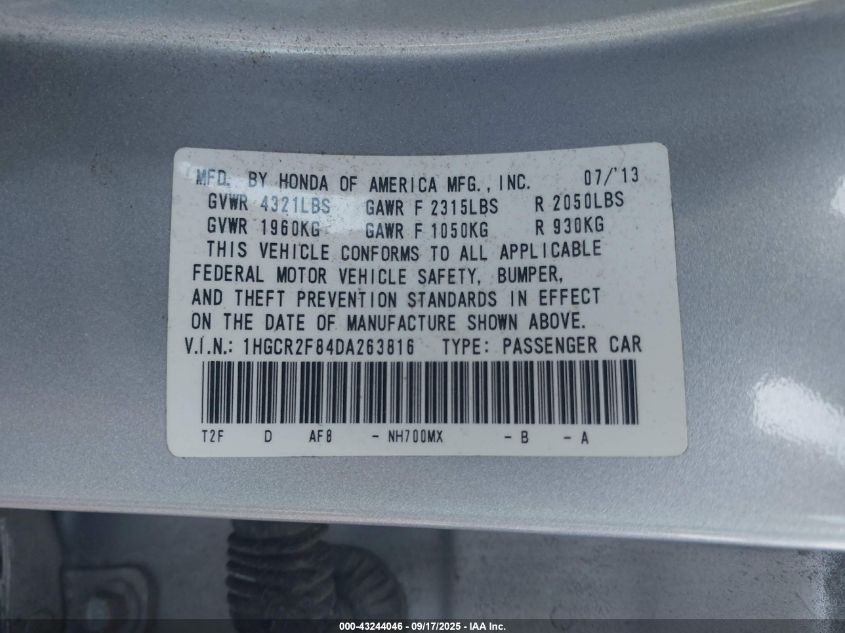 MFD. BY HONDA OF AMERICA MFG., INC. 07/'13
GVWR 4321LBS GAWR F 2315LBS R 2050LBS
GVWR 1960KG GAWR F 1050KG R 930KG
THIS VEHICLE CONFORMS TO ALL APPLICABLE
FEDERAL MOTOR VEHICLE SAFETY, BUMPER,
AND THEFT PREVENTION STANDARDS IN EFFECT
ON THE DATE OF MANUFACTURE SHOWN ABOVE.
V.I.N.: 1HGCR2F84DA263816 TYPE: PASSENGER CAR
T2F D AF8 - NH700MX - B - A
000-43244046 - 09/17/2025 - IAA Inc.